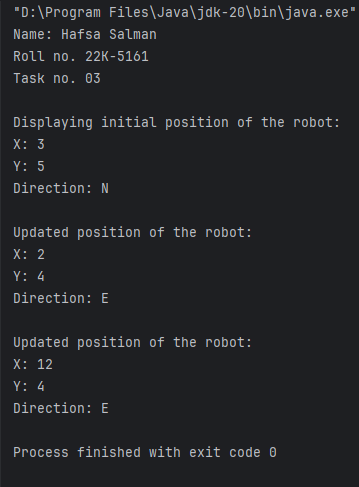 "D:\Program Files\Java\jdk-20\bin\java.exe"
Name: Hafsa Salman
Roll no. 22K-5161
Task no. 03

Displaying initial position of the robot:
X: 3
Y: 5
Direction: N

Updated position of the robot:
X: 2
Y: 4
Direction: E

Updated position of the robot:
X: 12
Y: 4
Direction: E

Process finished with exit code 0